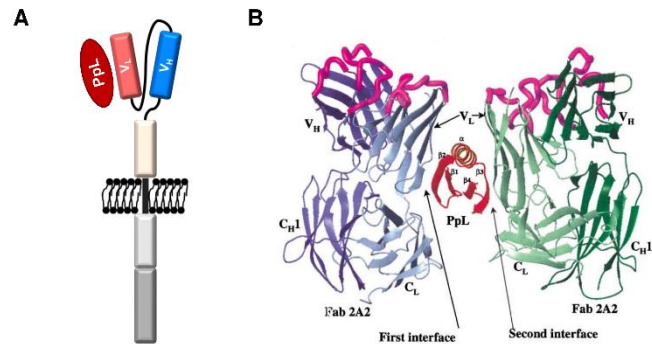 A
PpL
VL
VH
B
VH
VL
VH
α
β2
β1
β4
β3
PpL
CH1
CL
Fab 2A2
First interface
CL
CH1
Fab 2A2
Second interface